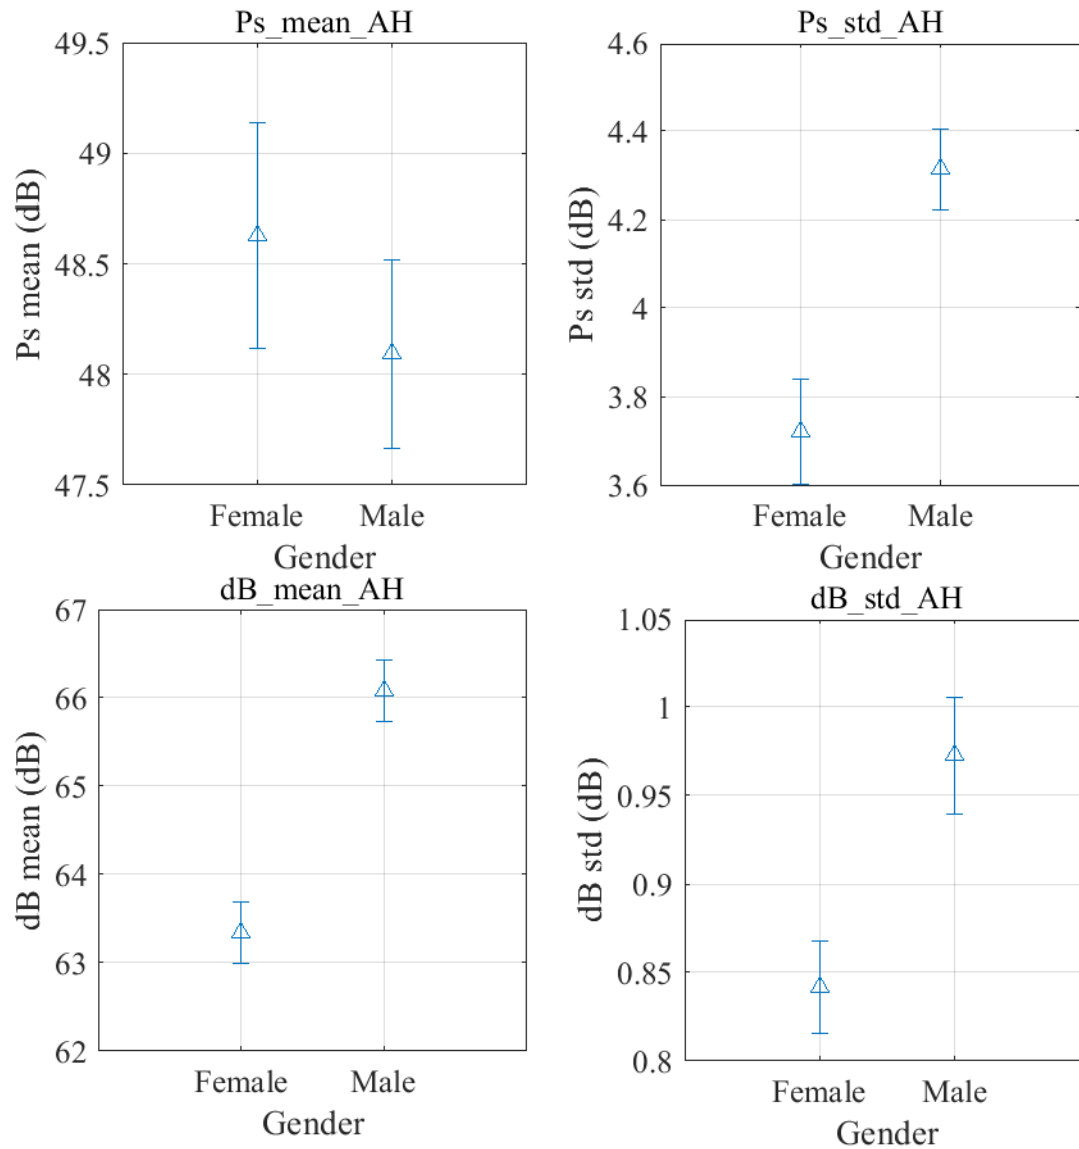 Ps_mean_AH
49.5
49
48.5
48
47.5
Ps mean (dB)
Female Male
Gender
Ps_std_AH
4.6
4.4
4.2
4
3.8
3.6
Ps std (dB)
Female Male
Gender
dB_mean_AH
67
66
65
64
63
62
dB mean (dB)
Female Male
Gender
dB_std_AH
1.05
1
0.95
0.9
0.85
0.8
dB std (dB)
Female Male
Gender